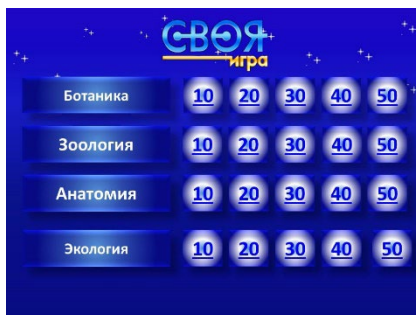 СВОЯ
игра
Ботаника 10 20 30 40 50
Зоология 10 20 30 40 50
Анатомия 10 20 30 40 50
Экология 10 20 30 40 50